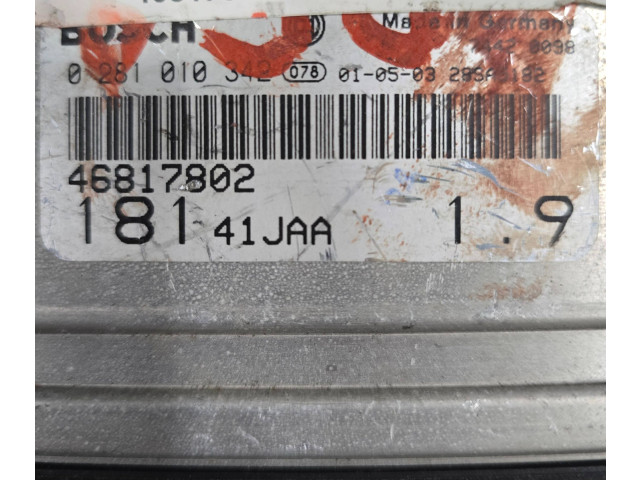 BOSCH
Made in Germany
0 281 010 342 078 01-05-03
46817802
181 41JAA 1.9